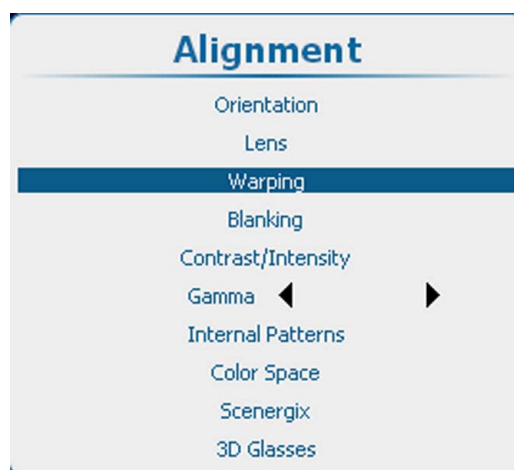 Alignment
Orientation
Lens
Warping
Blanking
Contrast/Intensity
Gamma
Internal Patterns
Color Space
Scenergix
3D Glasses